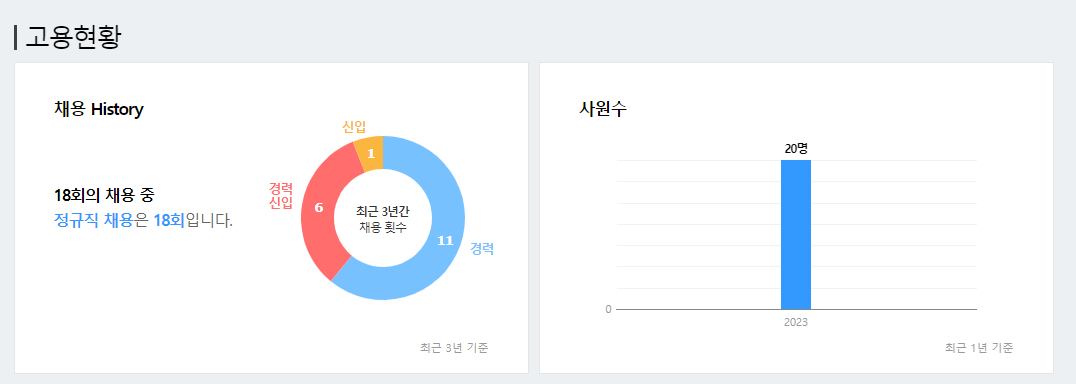 고용현황
채용 History
18회의 채용 중
정규직 채용은 18회입니다.
신입
1
경력
신입
6
최근 3년간
채용 횟수
11
경력
최근 3년 기준
사원수
20명
0
2023
최근 1년 기준